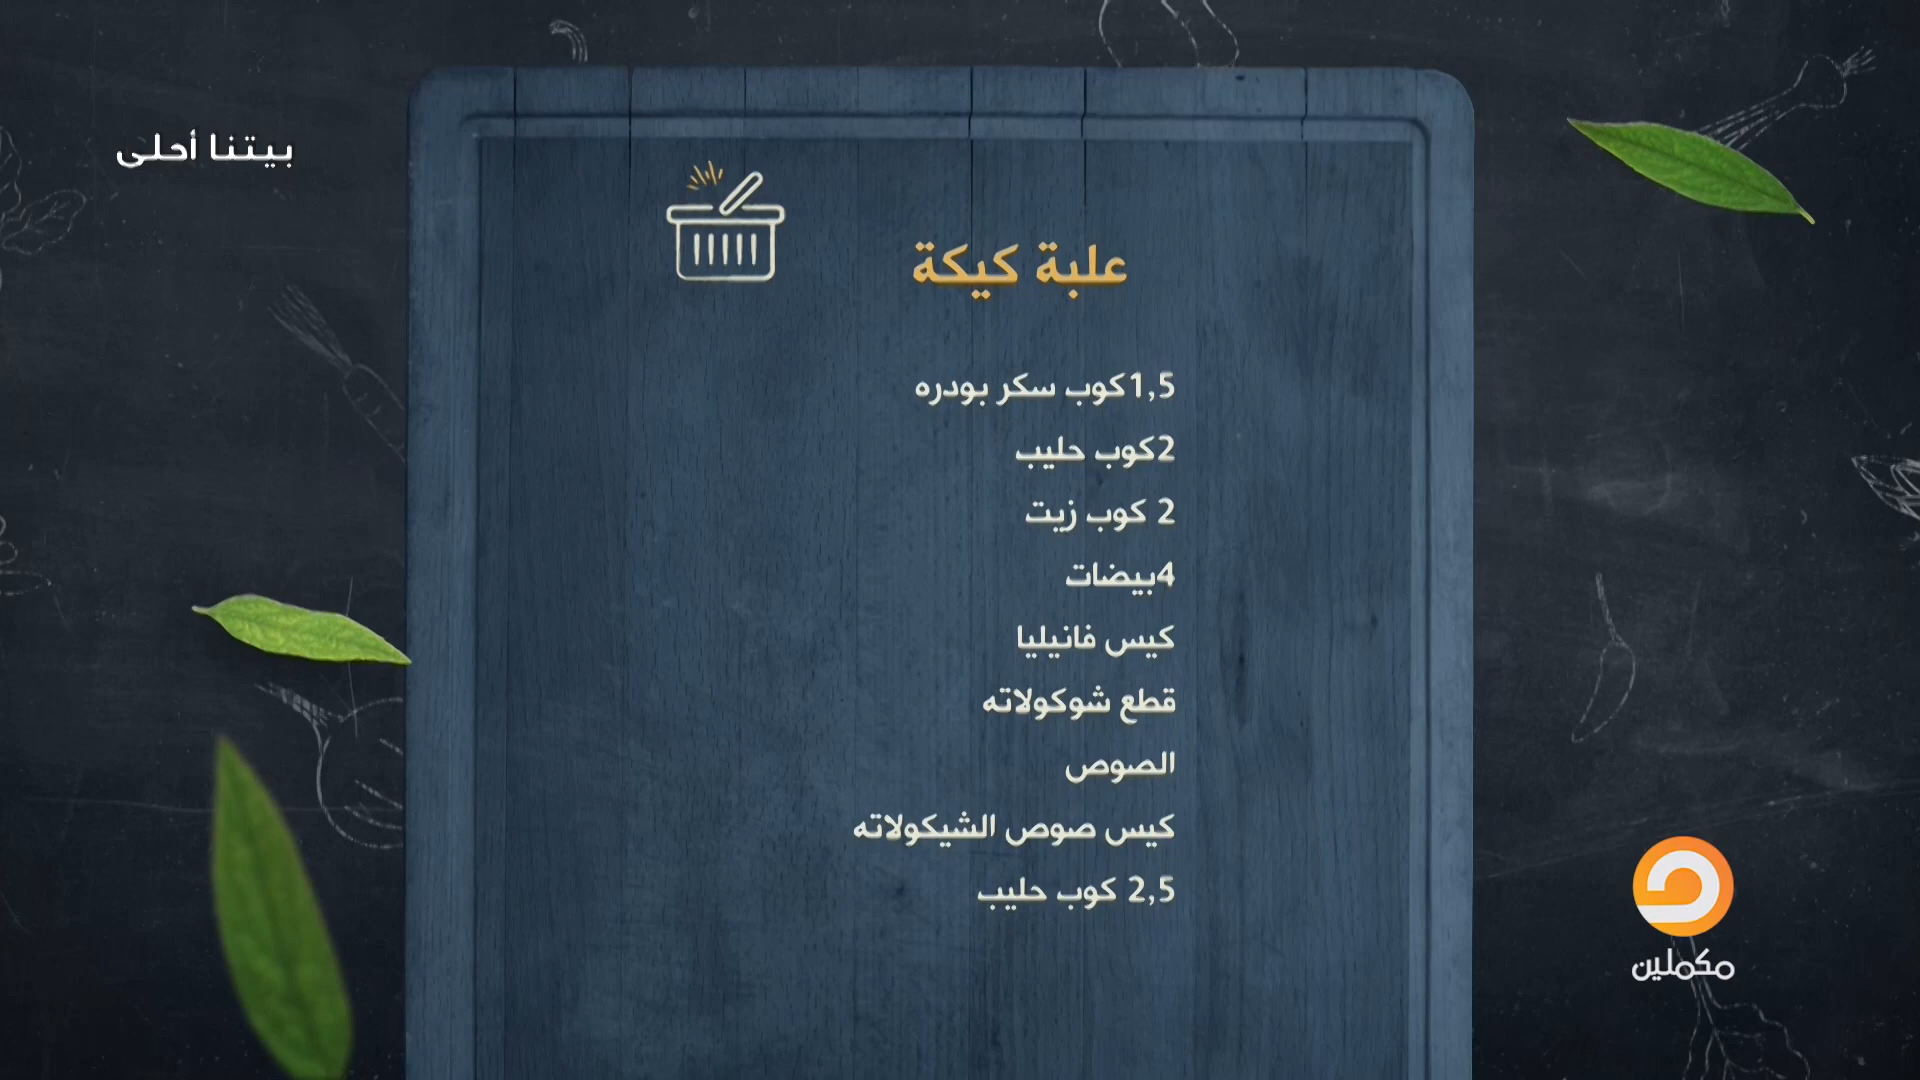 بيتنا أحلى
علبة كيكة
1,5كوب سكر بودره
2كوب حليب
2 كوب زيت
4بيضات
كيس فانيليا
قطع شوكولاته
الصوص
كيس صوص الشيكولاته
2,5 كوب حليب
مكملين